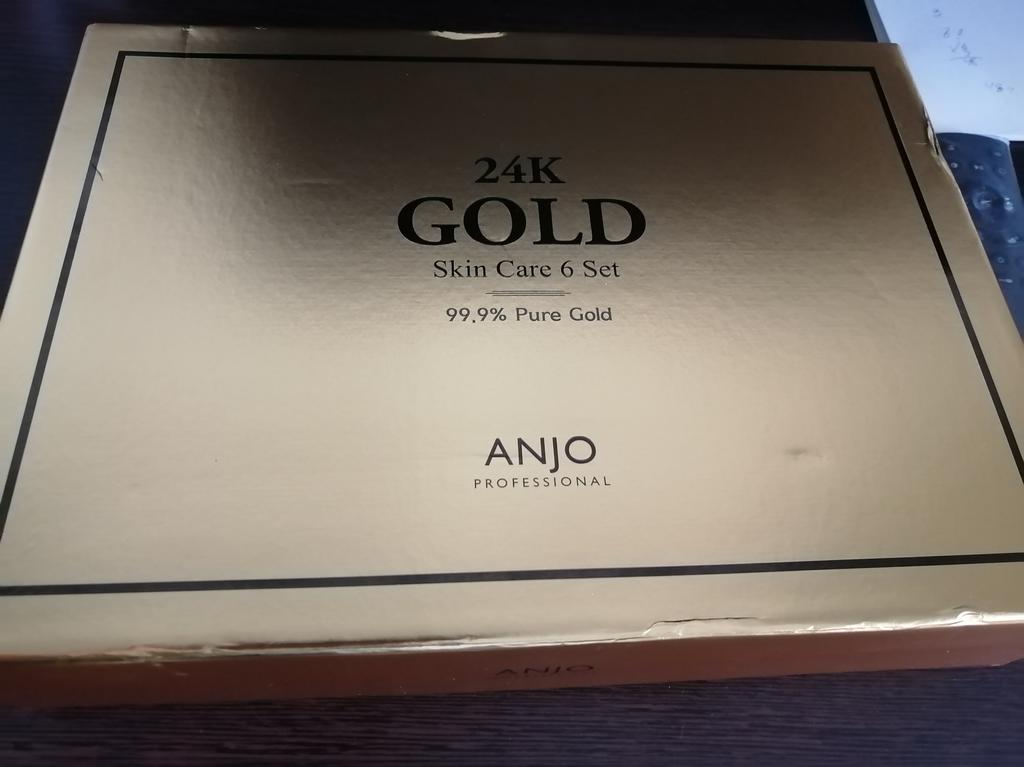 24K
GOLD
Skin Care 6 Set
99.9% Pure Gold
ANJO
PROFESSIONAL
ANJO